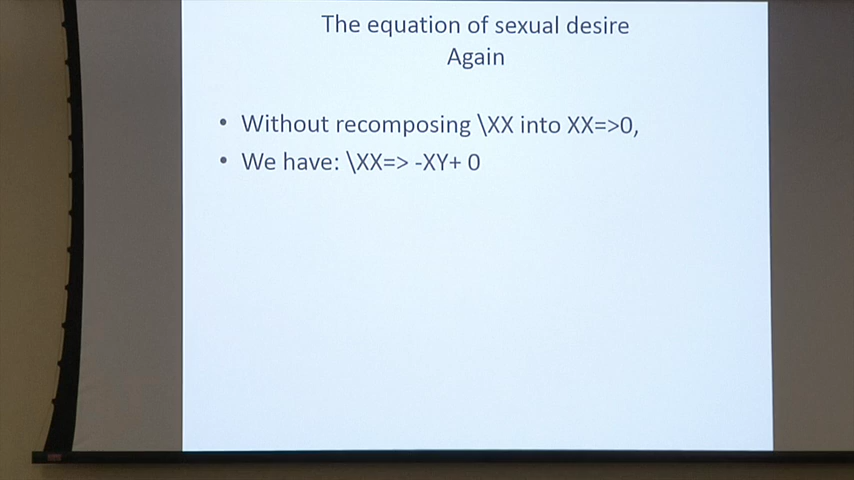 The equation of sexual desire
Again
• Without recomposing \XX into XX=>0,
• We have: \XX=> -XY+ 0